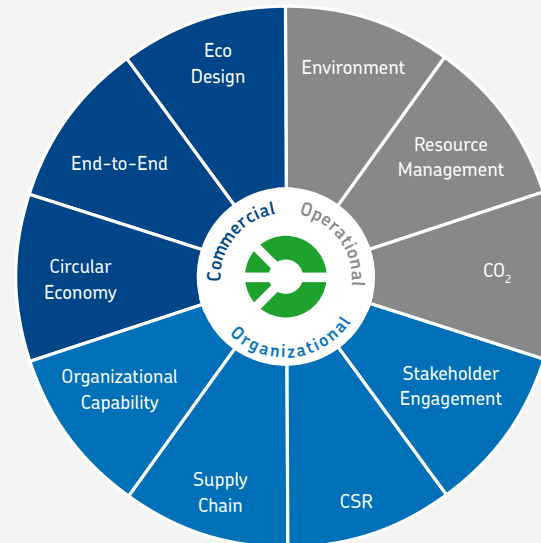 Eco
Design
Environment
Resource
Management
CO₂
Stakeholder
Engagement
CSR
Supply
Chain
Organizational
Capability
Circular
Economy
End-to-End
Commercial
Operational
Organizational